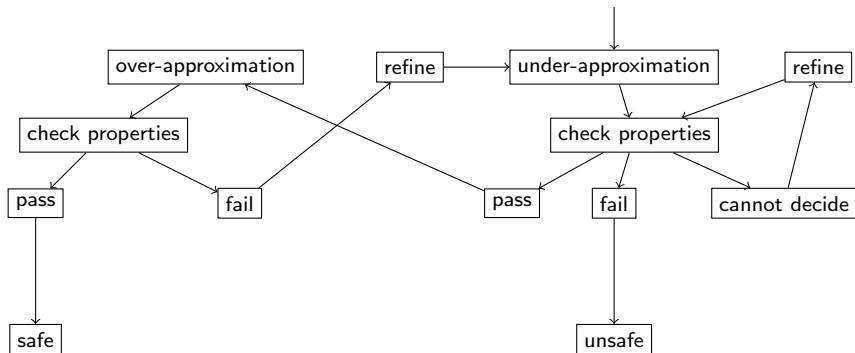 over-approximation
refine
under-approximation
refine
check properties
check properties
pass
fail
pass
fail
cannot decide
safe
unsafe